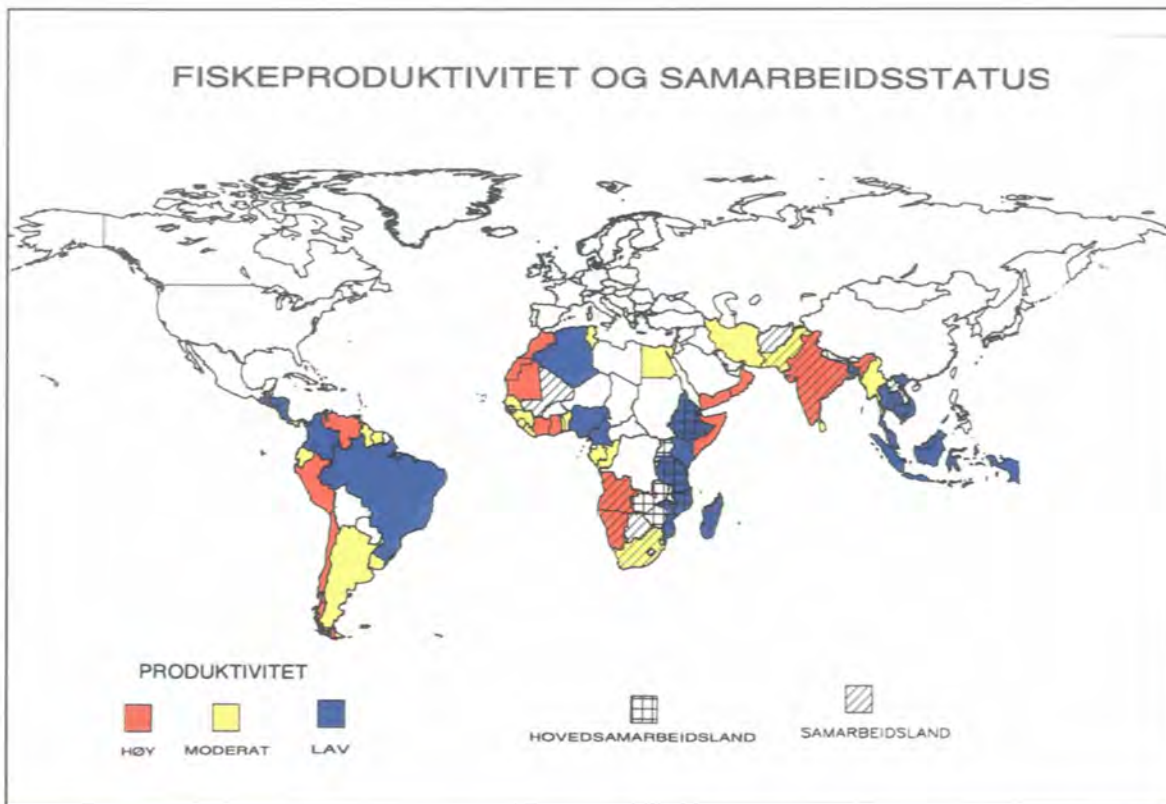 FISKEPRODUKTIVITET OG SAMARBEIDSSTATUS
PRODUKTIVITET
HØY
MODERAT
LAV
HOVEDSAMARBEIDSLAND
SAMARBEIDSLAND